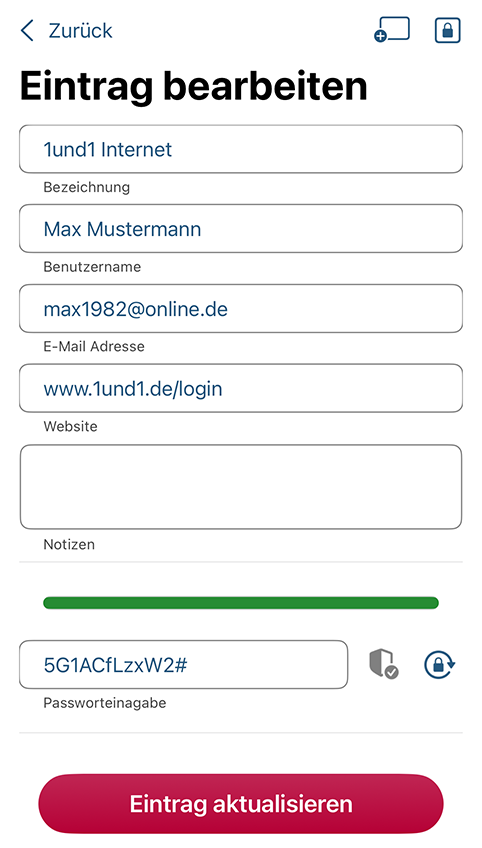 Zurück
Eintrag bearbeiten
1und1 Internet
Bezeichnung
Max Mustermann
Benutzername
max1982@online.de
E-Mail Adresse
www.1und1.de/login
Website
Notizen
5G1ACfLzxW2#
Passworteinagabe
Eintrag aktualisieren